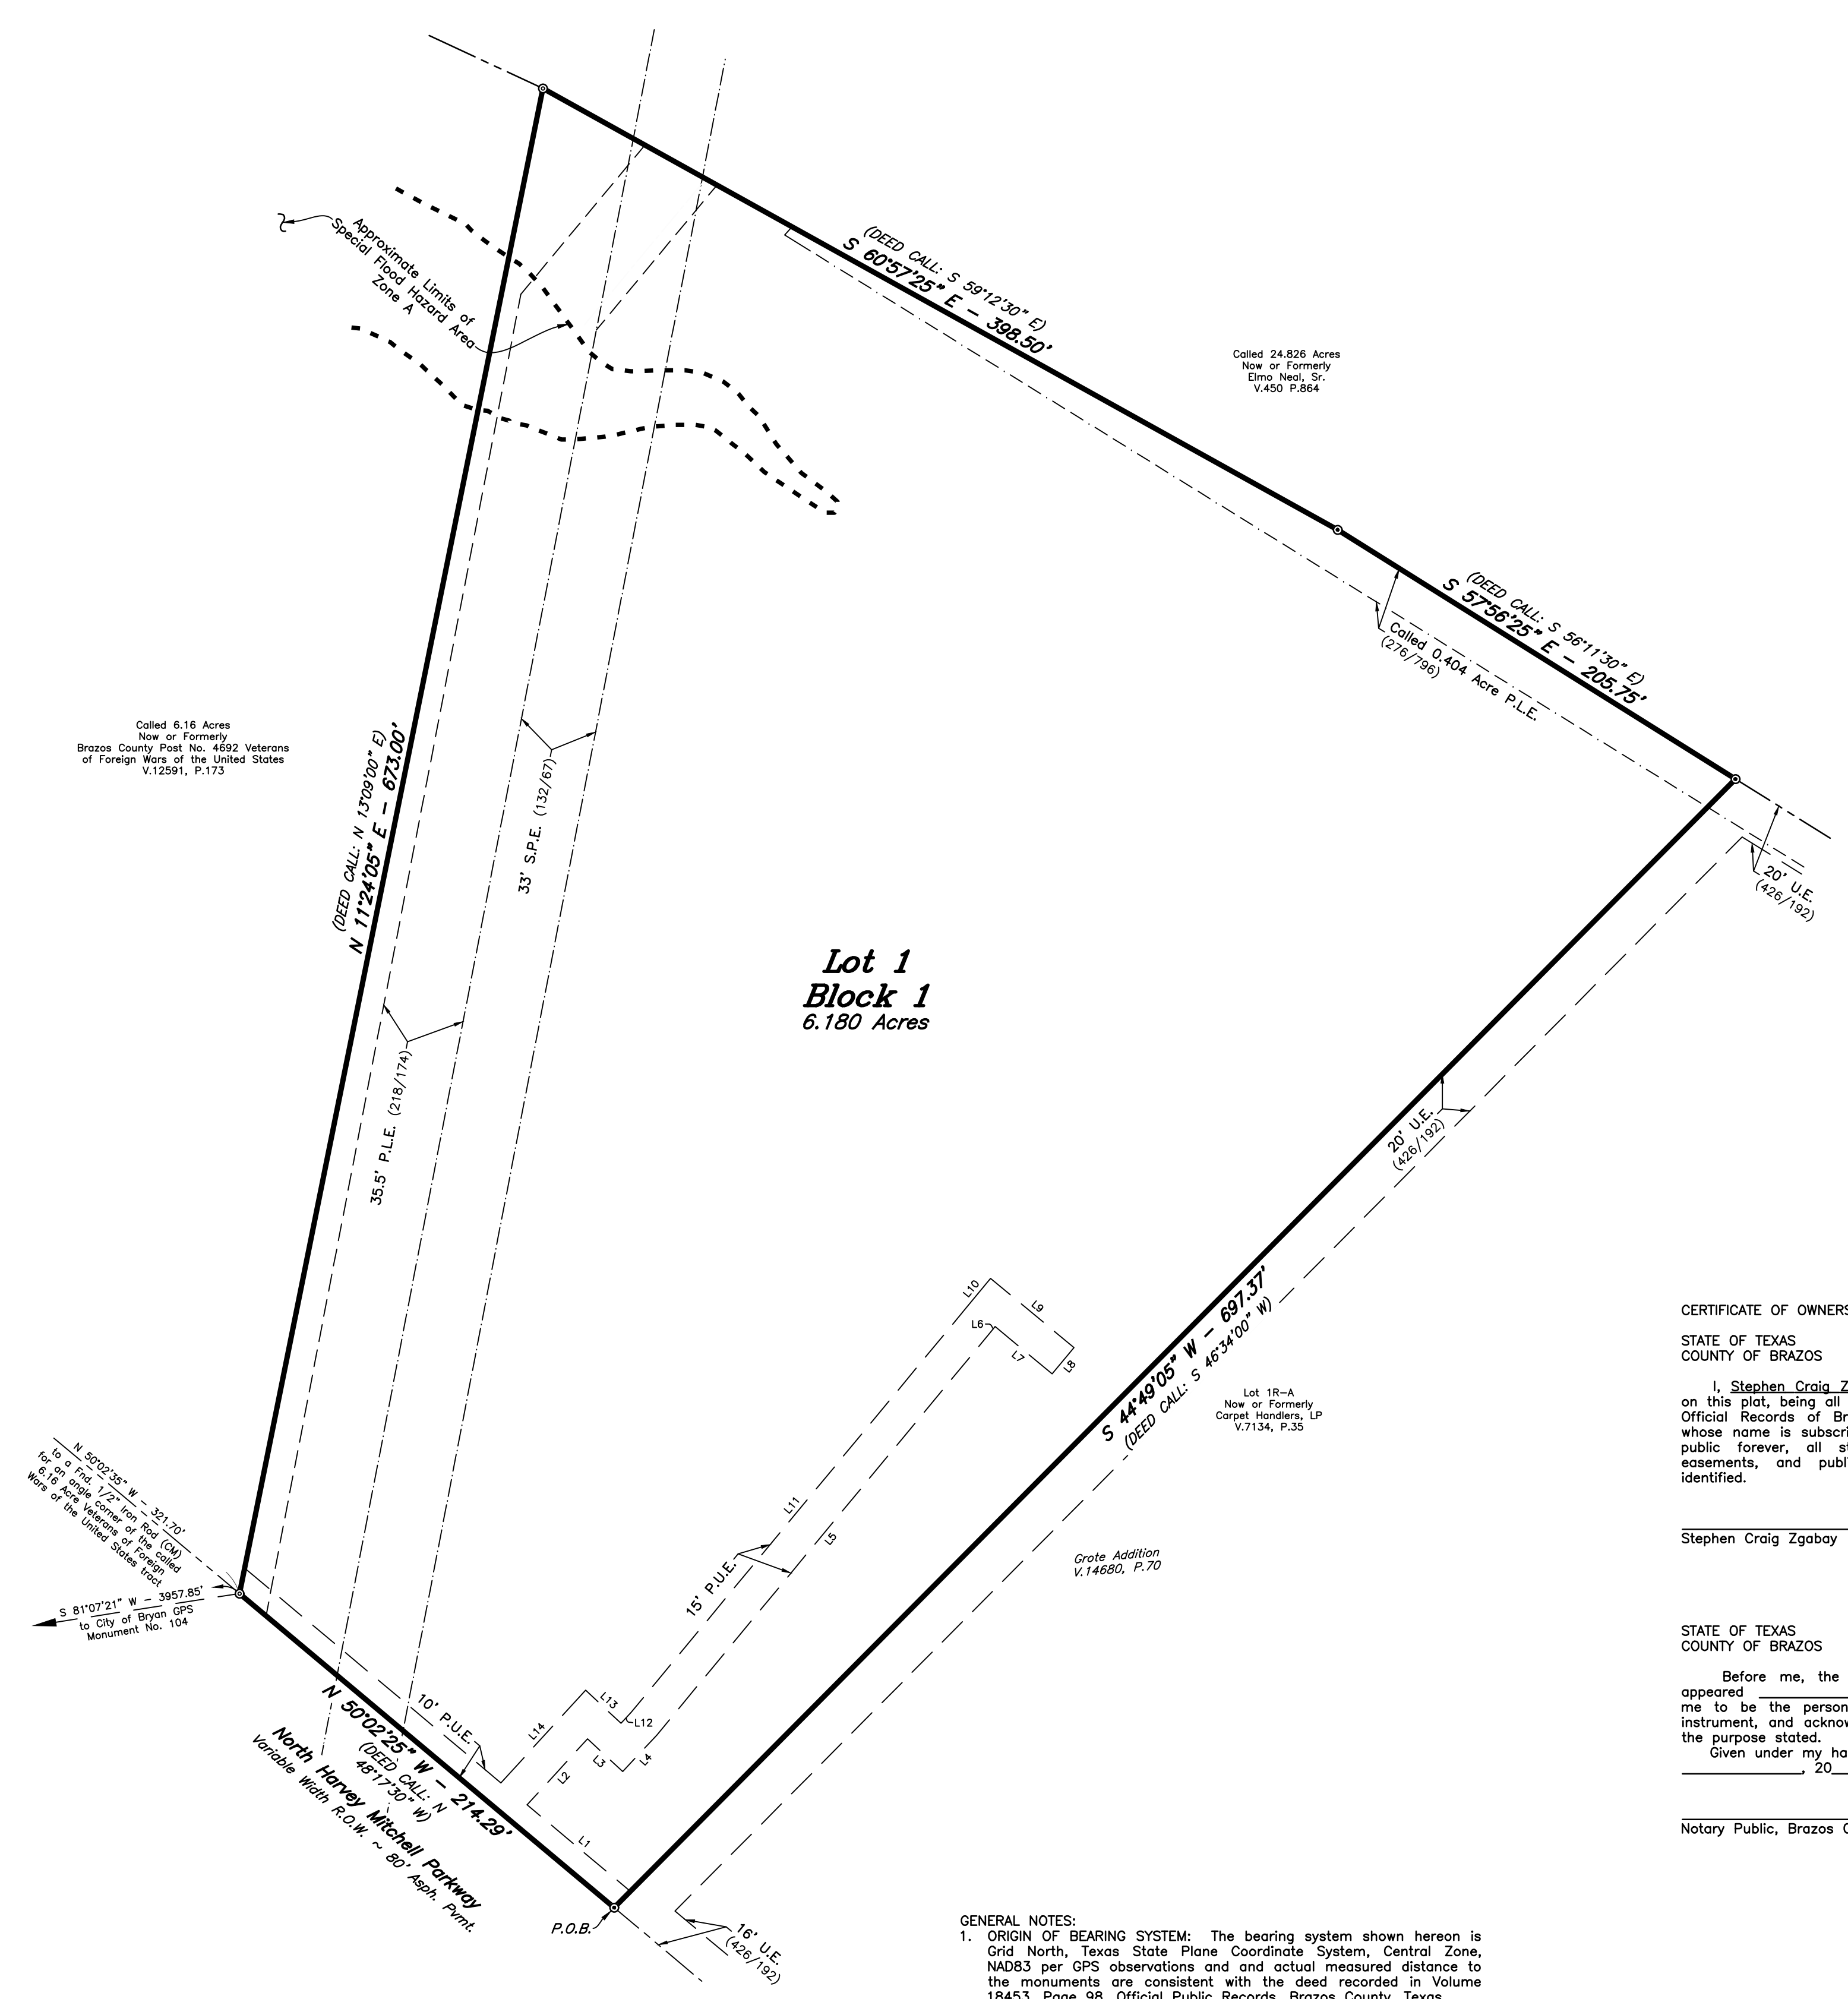 Approximate Limits of
Special Flood Hazard Area
Zone A
(DEED CALL: S 59°12'30" E)
S 60°57'25" E – 398.50'
Called 24.826 Acres
Now or Formerly
Elmo Neal, Sr.
V.450 P.864
(DEED CALL: S 56°11'30" E)
S 57°56'25" E – 205.75'
Called 0.404 Acre P.L.E.
(276/796)
20' U.E.
(426/192)
Called 6.16 Acres
Now or Formerly
Brazos County Post No. 4692 Veterans
of Foreign Wars of the United States
V.12591, P.173
(DEED CALL: N 13°09'00" E)
N 11°24'05" E – 673.00'
33' S.P.E. (132/67)
35.5' P.L.E. (218/174)
Lot 1
Block 1
6.180 Acres
20' U.E.
(426/192)
S 44°49'05" W – 697.37'
(DEED CALL: S 46°34'00" W)
Lot 1R-A
Now or Formerly
Carpet Handlers, LP
V.7134, P.35
Grote Addition
V.14680, P.70
L10
L9
L6
L7
L8
L11
L5
15' P.U.E.
L13
L12
L14
L3
L4
L2
L1
10' P.U.E.
N 50°02'35" W – 321.70'
to a Fnd. 1/2" Iron Rod (CM)
for an angle corner of the called
6.16 Acre Veterans of Foreign
Wars of the United States tract
S 81°07'21" W – 3957.85'
to City of Bryan GPS
Monument No. 104
N 50°02'25" W – 214.29'
(DEED CALL: N
48°17'30" W)
North Harvey Mitchell Parkway
Variable Width R.O.W. ~ 80' Asph. Pvmt.
P.O.B.
16' U.E.
(426/192)
GENERAL NOTES:
1. ORIGIN OF BEARING SYSTEM: The bearing system shown hereon is
Grid North, Texas State Plane Coordinate System, Central Zone,
NAD83 per GPS observations and and actual measured distance to
the monuments are consistent with the deed recorded in Volume
18453, Page 98, Official Public Records, Brazos County, Texas.
CERTIFICATE OF OWNERS
STATE OF TEXAS
COUNTY OF BRAZOS
I, Stephen Craig Z
on this plat, being all
Official Records of Br
whose name is subscri
public forever, all st
easements, and publ
identified.
Stephen Craig Zgabay
STATE OF TEXAS
COUNTY OF BRAZOS
Before me, the
appeared
me to be the person
instrument, and acknow
the purpose stated.
Given under my ha
, 20
Notary Public, Brazos C